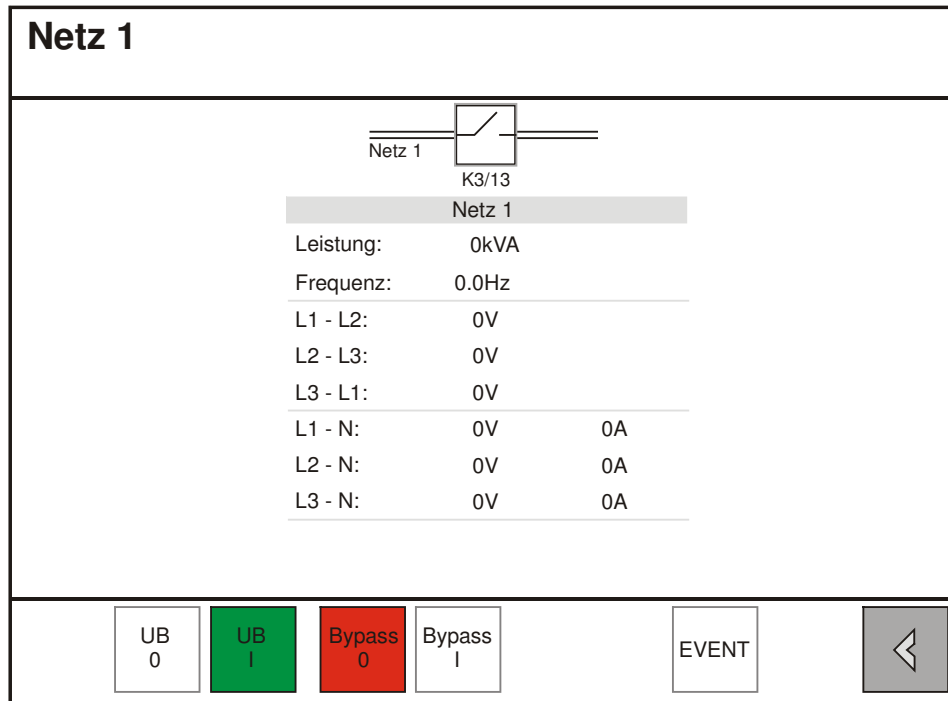 Netz 1
Netz 1
K3/13
Netz 1
Leistung: 0kVA
Frequenz: 0.0Hz
L1 - L2: 0V
L2 - L3: 0V
L3 - L1: 0V
L1 - N: 0V 0A
L2 - N: 0V 0A
L3 - N: 0V 0A
UB
0
UB
I
Bypass
0
Bypass
I
EVENT